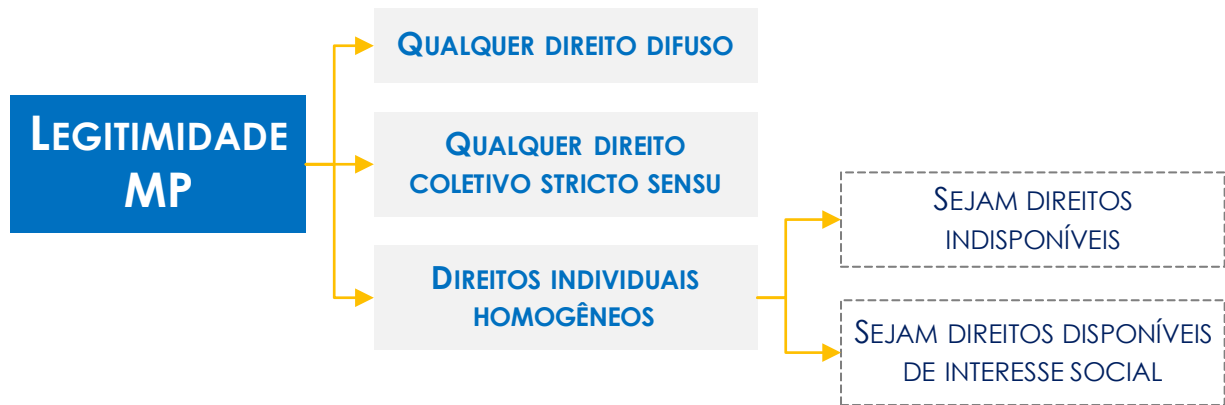 LEGITIMIDADE
MP
QUALQUER DIREITO DIFUSO
QUALQUER DIREITO
COLETIVO STRICTO SENSU
DIREITOS INDIVIDUAIS
HOMOGÊNEOS
SEJAM DIREITOS
INDISPONÍVEIS
SEJAM DIREITOS DISPONÍVEIS
DE INTERESSE SOCIAL